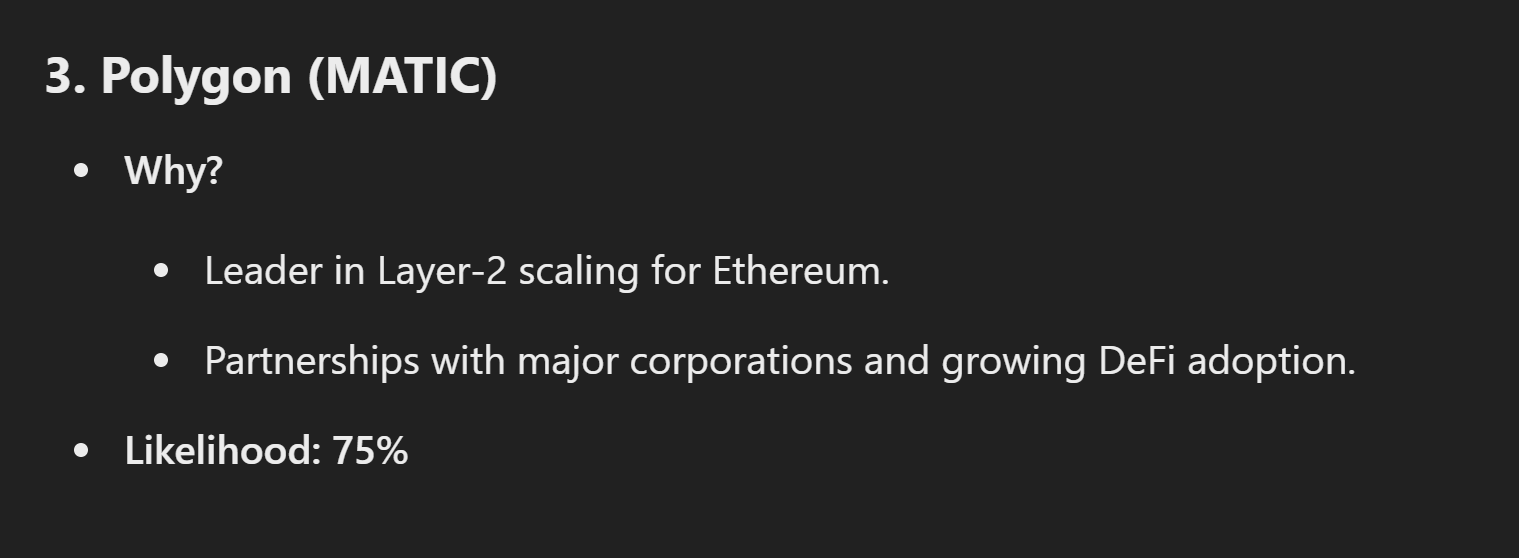 3. Polygon (MATIC)
• Why?
• Leader in Layer-2 scaling for Ethereum.
• Partnerships with major corporations and growing DeFi adoption.
• Likelihood: 75%